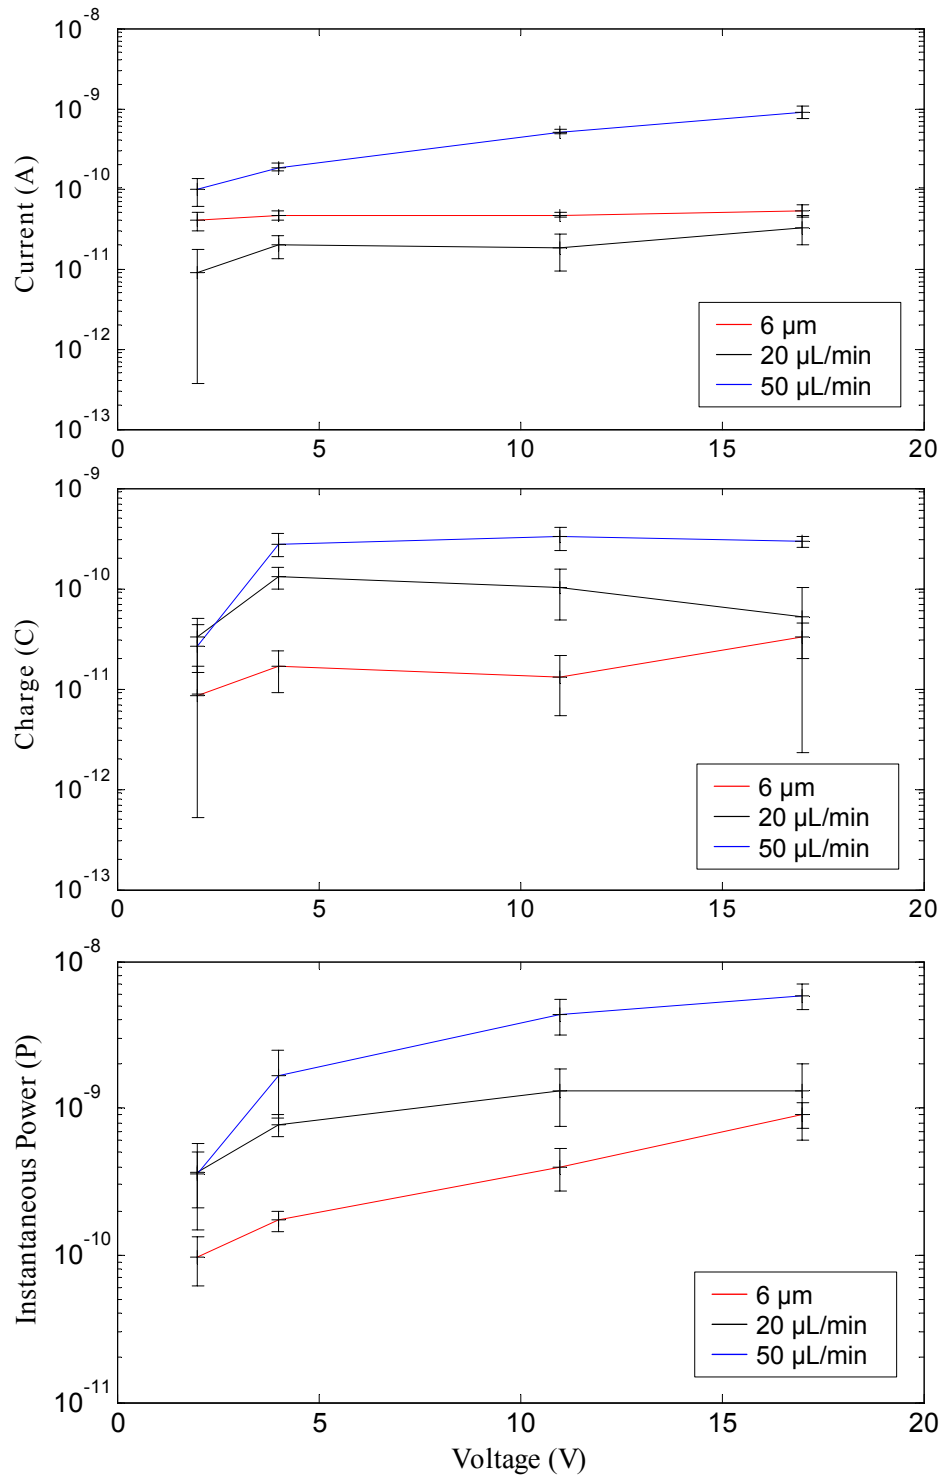 10^-8
10^-9
10^-10
10^-11
10^-12
10^-13
Current (A)
0 5 10 15 20
6 µm
20 µL/min
50 µL/min
10^-9
10^-10
10^-11
10^-12
10^-13
Charge (C)
0 5 10 15 20
6 µm
20 µL/min
50 µL/min
10^-8
10^-9
10^-10
10^-11
Instantaneous Power (P)
0 5 10 15 20
6 µm
20 µL/min
50 µL/min
Voltage (V)